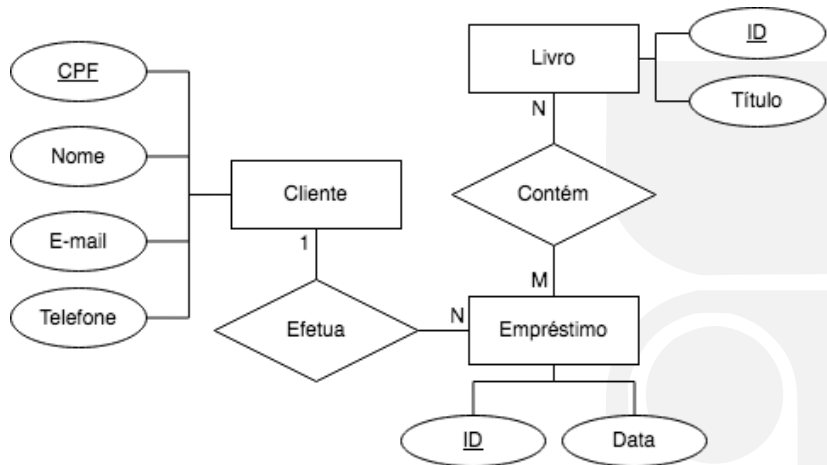 CPF
Nome
E-mail
Telefone
Cliente
1
Efetua
N
Livro
ID
Título
N
Contém
M
Empréstimo
ID
Data